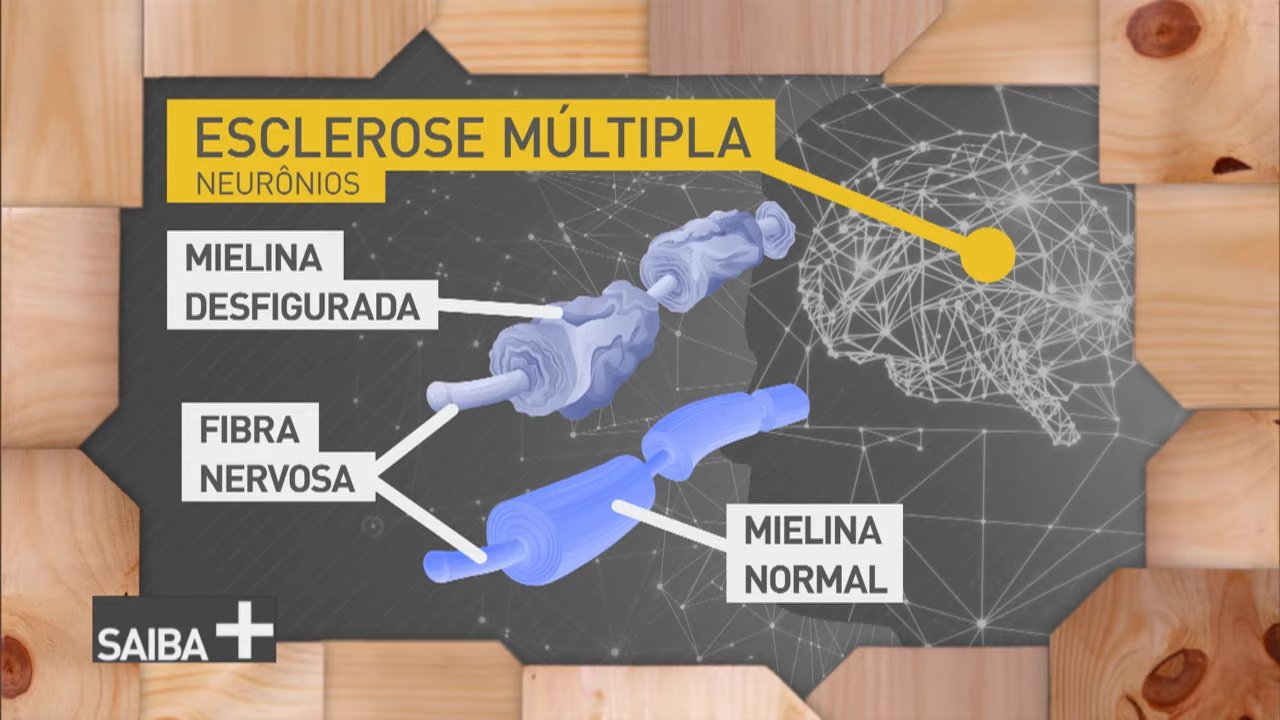 ESCLEROSE MÚLTIPLA
NEURÔNIOS
MIELINA
DESFIGURADA
FIBRA
NERVOSA
MIELINA
NORMAL
SAIBA +